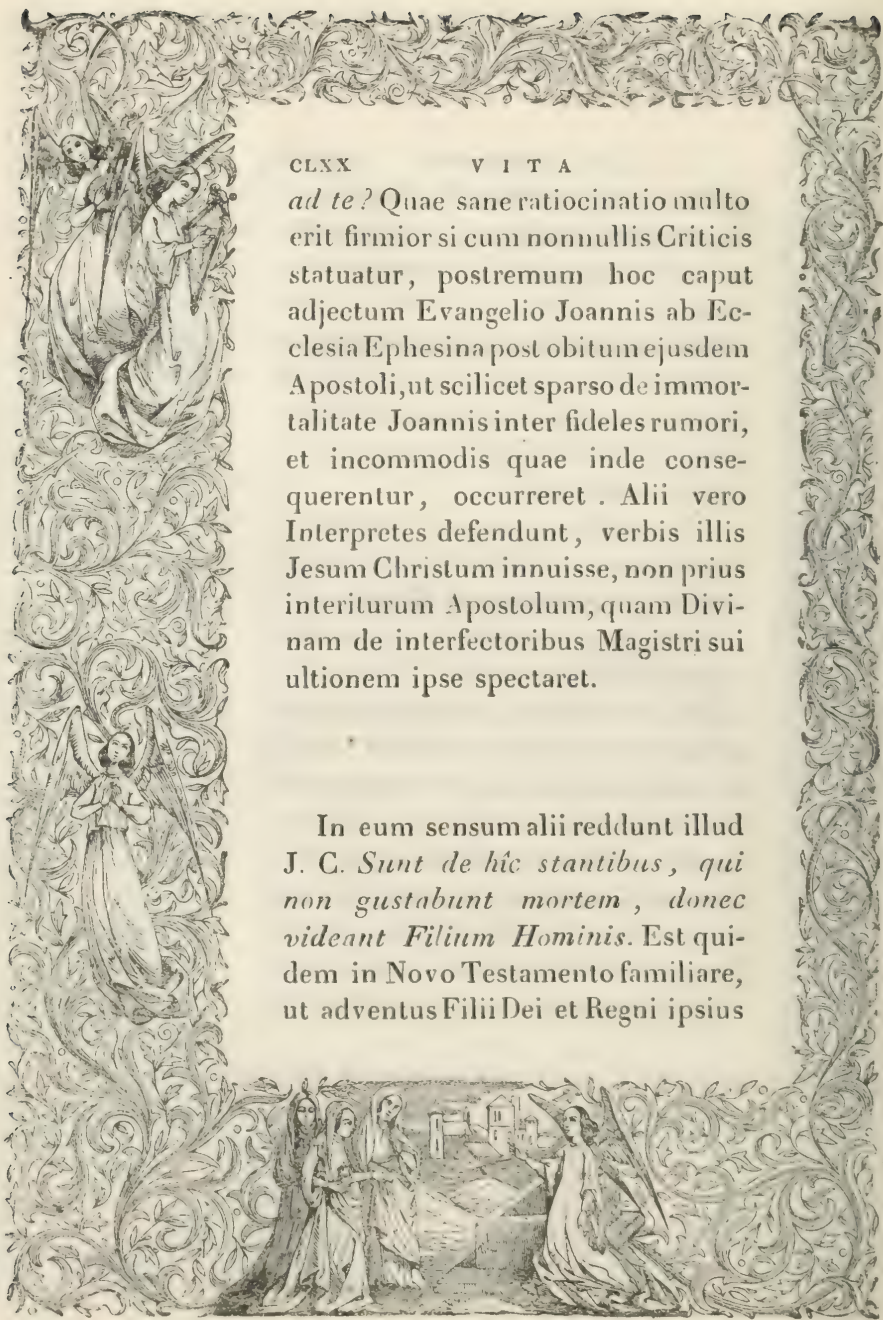 CLXX VITA
ad te? Quae sane ratiocinatio multo
erit firmior si cum nonnullis Criticis
statuatur, postremum hoc caput
adjectum Evangelio Joannis ab Ec-
clesia Ephesina post obitum ejusdem
Apostoli, ut scilicet sparso de immor-
talitate Joannis inter fideles rumori,
et incommodis quae inde conse-
querentur, occurreret . Alii vero
Interpretes defendunt, verbis illis
Jesum Christum innuisse, non prius
interiturum Apostolum, quam Divi-
nam de interfectoribus Magistri sui
ultionem ipse spectaret.
In eum sensum alii reddunt illud
J. C. Sunt de hîc stantibus, qui
non gustabunt mortem , donec
videant Filium Hominis. Est qui-
dem in Novo Testamento familiare,
ut adventus Filii Dei et Regni ipsius